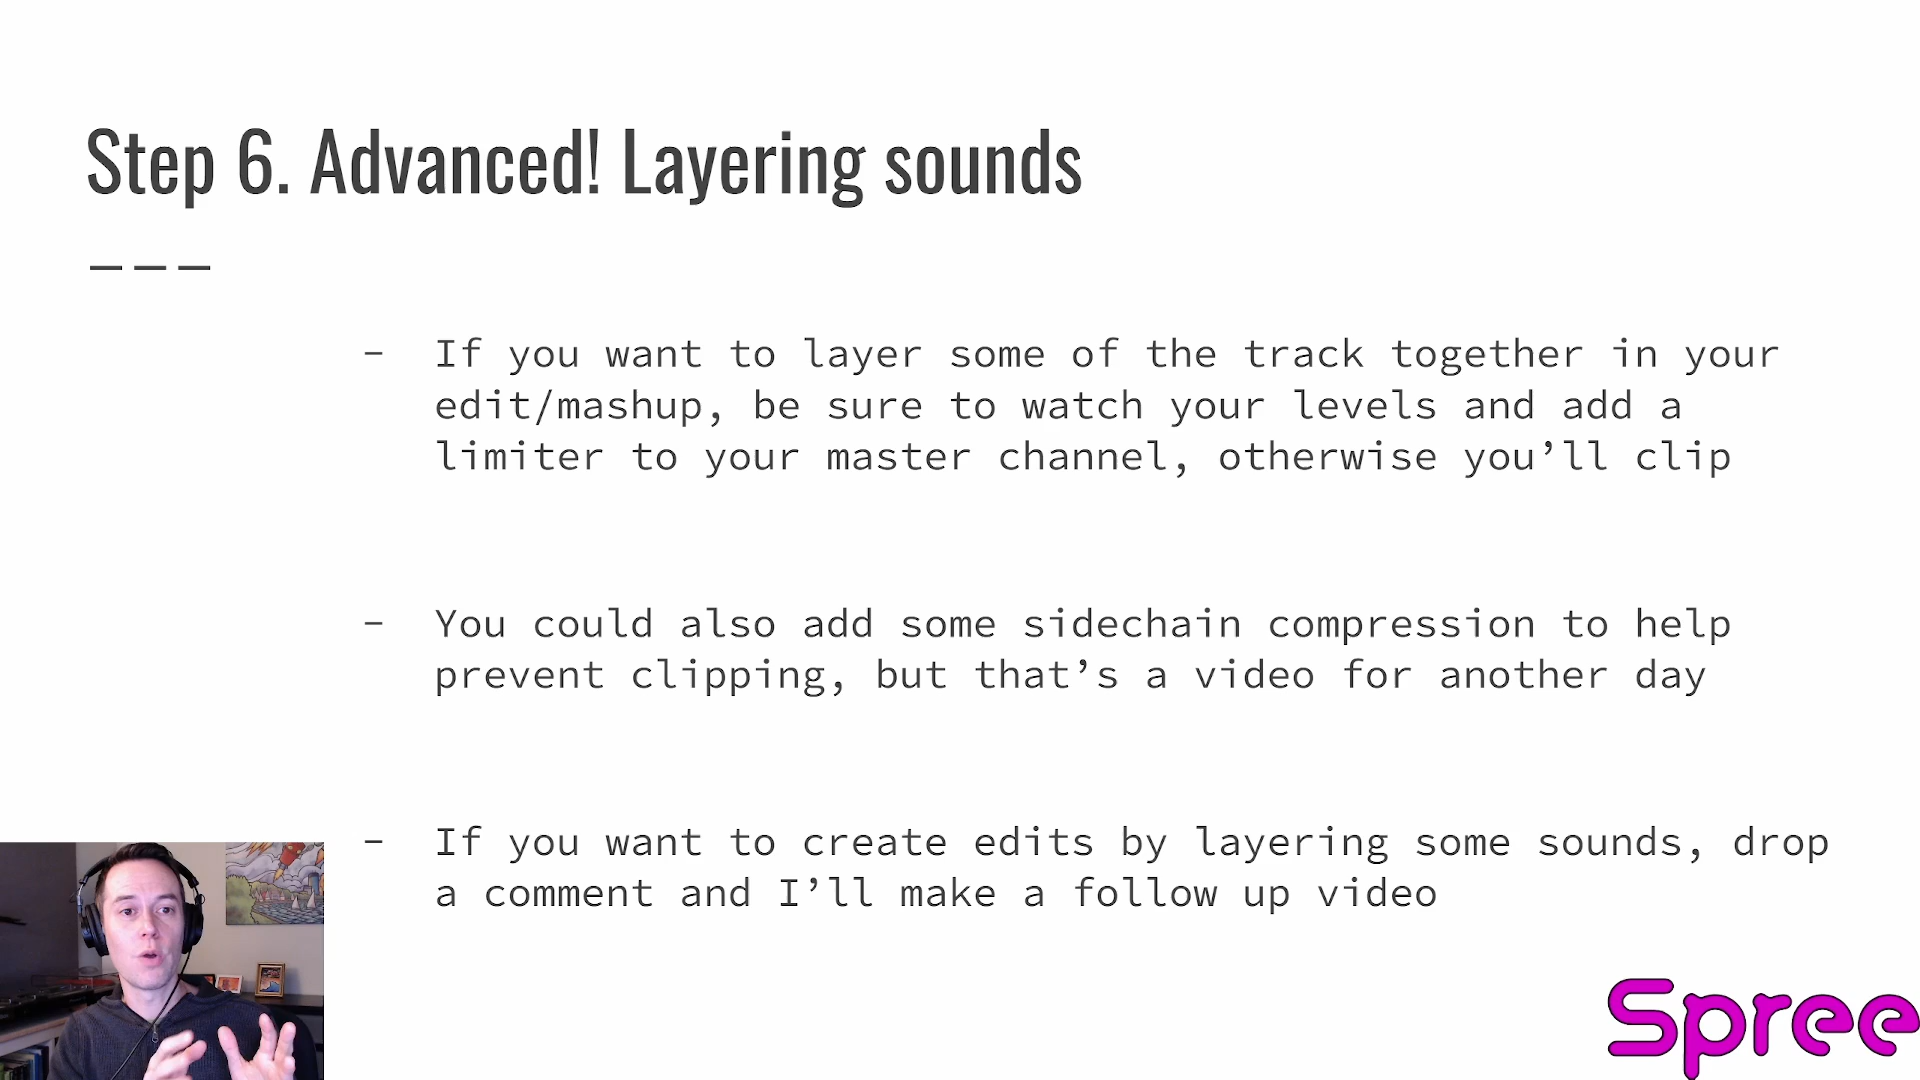 Step 6. Advanced! Layering sounds
- If you want to layer some of the track together in your
edit/mashup, be sure to watch your levels and add a
limiter to your master channel, otherwise you’ll clip
- You could also add some sidechain compression to help
prevent clipping, but that’s a video for another day
- If you want to create edits by layering some sounds, drop
a comment and I’ll make a follow up video
Spree